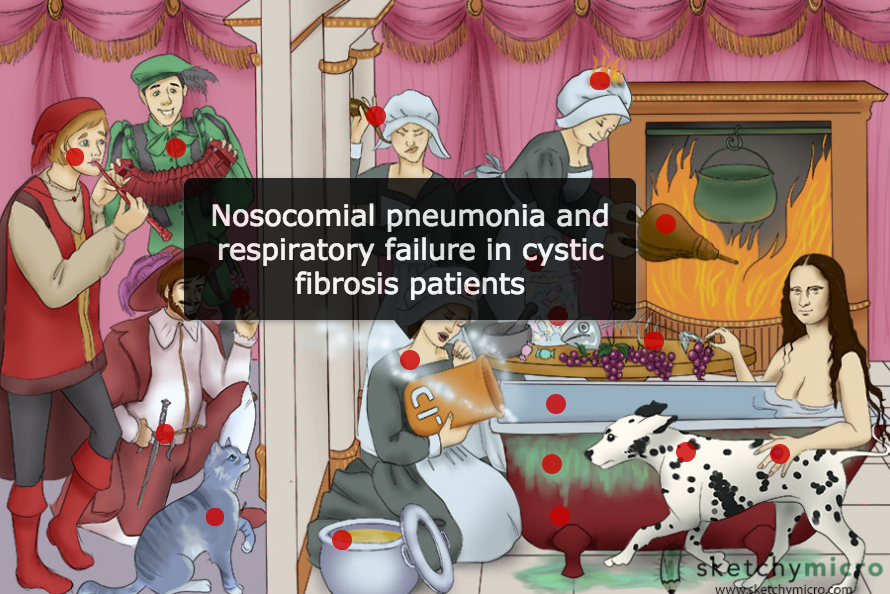 Nosocomial pneumonia and
respiratory failure in cystic
fibrosis patients
Cl-
sketchymicro
www.sketchymicro.com